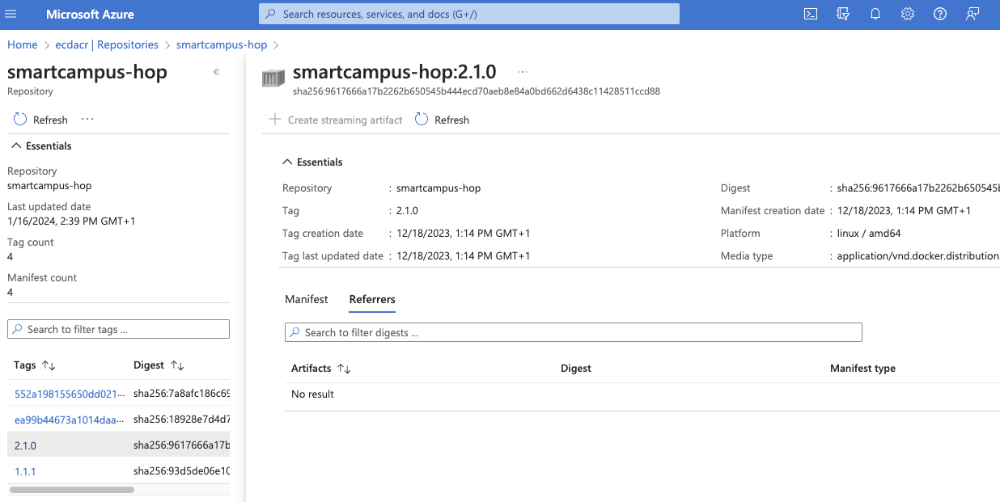 Microsoft Azure
Search resources, services, and docs (G+/)
Home > ecdacr | Repositories > smartcampus-hop >
smartcampus-hop «
Repository
Refresh ...
Essentials
Repository
smartcampus-hop
Last updated date
1/16/2024, 2:39 PM GMT+1
Tag count
4
Manifest count
4
Search to filter tags ...
Tags ↑↓ Digest ↑↓
552a198155650dd021... sha256:7a8afc186c69
ea99b44673a1014daa... sha256:18928e7d4d7
2.1.0 sha256:9617666a17b
1.1.1 sha256:93d5de06e10
smartcampus-hop:2.1.0 ...
sha256:9617666a17b2262b650545b444ecd70aeb8e84a0bd662d6438c11428511ccd88
Create streaming artifact Refresh
Essentials
Repository : smartcampus-hop
Tag : 2.1.0
Tag creation date : 12/18/2023, 1:14 PM GMT+1
Tag last updated date : 12/18/2023, 1:14 PM GMT+1
Digest : sha256:9617666a17b2262b650545b
Manifest creation date : 12/18/2023, 1:14 PM GMT+1
Platform : linux / amd64
Media type : application/vnd.docker.distribution.
Manifest Referrers
Search to filter digests ...
Artifacts ↑↓ Digest Manifest type
No result